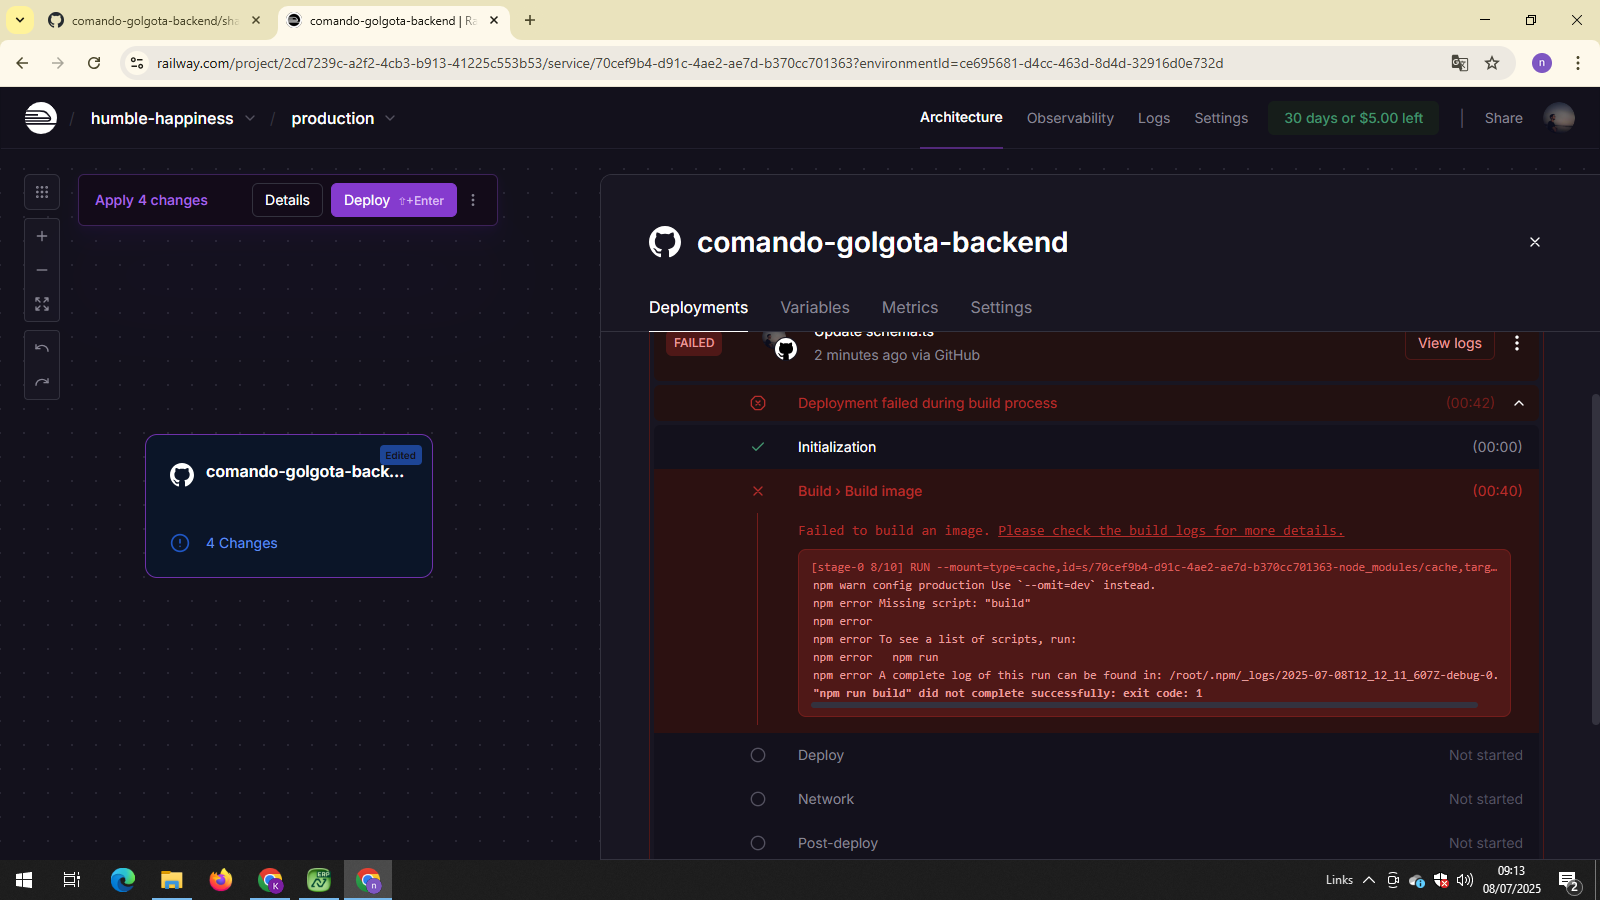 comando-golgota-backend/sha
comando-golgota-backend | Ra
railway.com/project/2cd7239c-a2f2-4cb3-b913-41225c553b53/service/70cef9b4-d91c-4ae2-ae7d-b370cc701363?environmentId=ce695681-d4cc-463d-8d4d-32916d0e732d
n
/ humble-happiness / production
Architecture Observability Logs Settings 30 days or $5.00 left Share
Apply 4 changes Details Deploy ⇧+Enter
comando-golgota-backend
Deployments Variables Metrics Settings
FAILED Update schema.ts
2 minutes ago via GitHub View logs
Deployment failed during build process (00:42)
Initialization (00:00)
Build › Build image (00:40)
Failed to build an image. Please check the build logs for more details.
[stage-0 8/10] RUN --mount=type=cache,id=s/70cef9b4-d91c-4ae2-ae7d-b370cc701363-node_modules/cache,targ…
npm warn config production Use `--omit=dev` instead.
npm error Missing script: "build"
npm error
npm error To see a list of scripts, run:
npm error   npm run
npm error A complete log of this run can be found in: /root/.npm/_logs/2025-07-08T12_12_11_607Z-debug-0.
"npm run build" did not complete successfully: exit code: 1
Deploy Not started
Network Not started
Post-deploy Not started
Edited
comando-golgota-back...
4 Changes
K
ERP
n
Links
09:13
08/07/2025
2